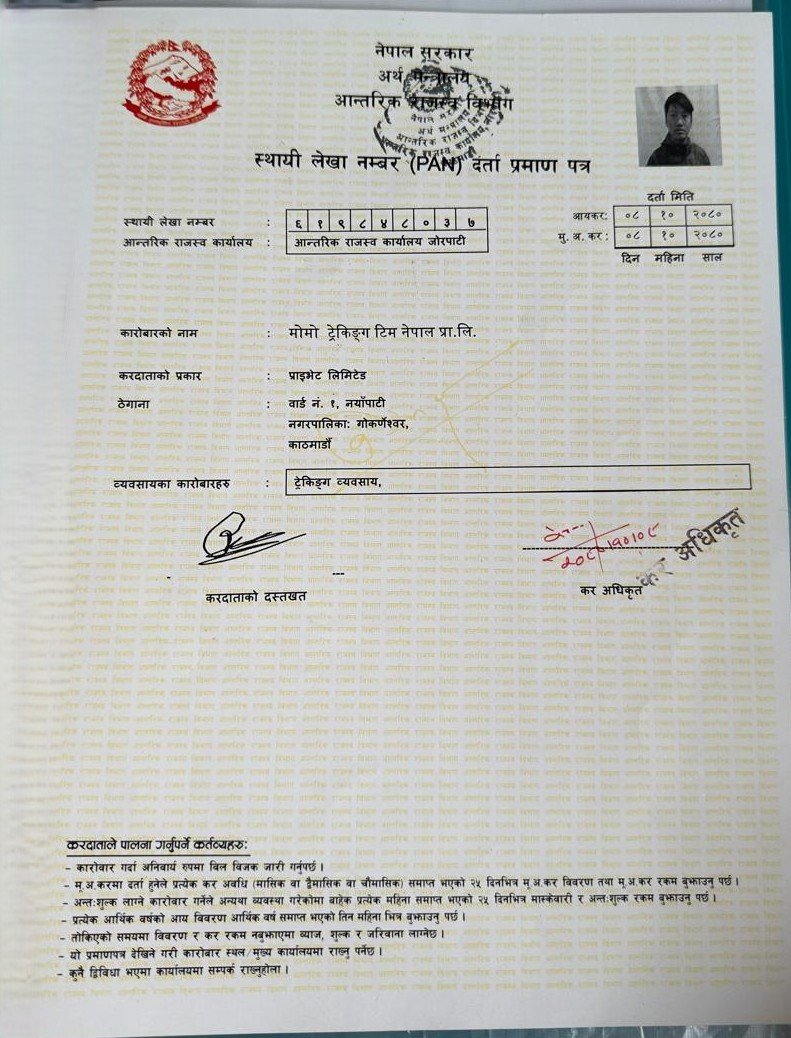 नेपाल सरकार
अर्थ मन्त्रालय
आन्तरिक राजस्व विभाग
स्थायी लेखा नम्बर (PAN) दर्ता प्रमाण पत्र
दर्ता मिति
स्थायी लेखा नम्बर : ६ १ ९ ८ ४ ८ ० ३ ७
आयकर: ०८ १० २०८०
आन्तरिक राजस्व कार्यालय : आन्तरिक राजस्व कार्यालय जोरपाटी
मु. अ. कर : ०८ १० २०८०
दिन महिना साल
कारोबारको नाम : मोमो ट्रेकिङ्ग टिम नेपाल प्रा.लि.
करदाताको प्रकार : प्राइभेट लिमिटेड
ठेगाना : वार्ड नं. १, नयाँपाटी
नगरपालिका: गोकर्णेश्वर,
काठमाडौँ
व्यवसायका कारोबारहरु : ट्रेकिङ्ग व्यवसाय,
करदाताको दस्तखत
कर अधिकृत
कर अधिकृत
करदाताले पालना गर्नुपर्ने कर्तव्यहरु:
- कारोबार गर्दा अनिवार्य रुपमा बिल बिजक जारी गर्नुपर्छ ।
- मू.अ.करमा दर्ता हुनेले प्रत्येक कर अवधि (मासिक वा द्वैमासिक वा चौमासिक) समाप्त भएको २५ दिनभित्र मू.अ.कर विवरण तथा मू.अ.कर रकम बुझाउनु पर्छ ।
- अन्तःशुल्क लाग्ने कारोबार गर्नेले अन्यथा व्यवस्था गरेकोमा बाहेक प्रत्येक महिना समाप्त भएको २५ दिनभित्र मास्केवारी र अन्तःशुल्क रकम बुझाउनु पर्छ ।
- प्रत्येक आर्थिक वर्षको आय विवरण आर्थिक वर्ष समाप्त भएको तिन महिना भित्र बुझाउनु पर्छ ।
- तोकिएको समयमा विवरण र कर रकम नबुझाएमा ब्याज, शुल्क र जरिवाना लाग्नेछ ।
- यो प्रमाणपत्र देखिने गरी कारोबार स्थल/मुख्य कार्यालयमा राख्नु पर्नेछ ।
- कुनै द्विविधा भएमा कार्यालयमा सम्पर्क राख्नुहोला ।